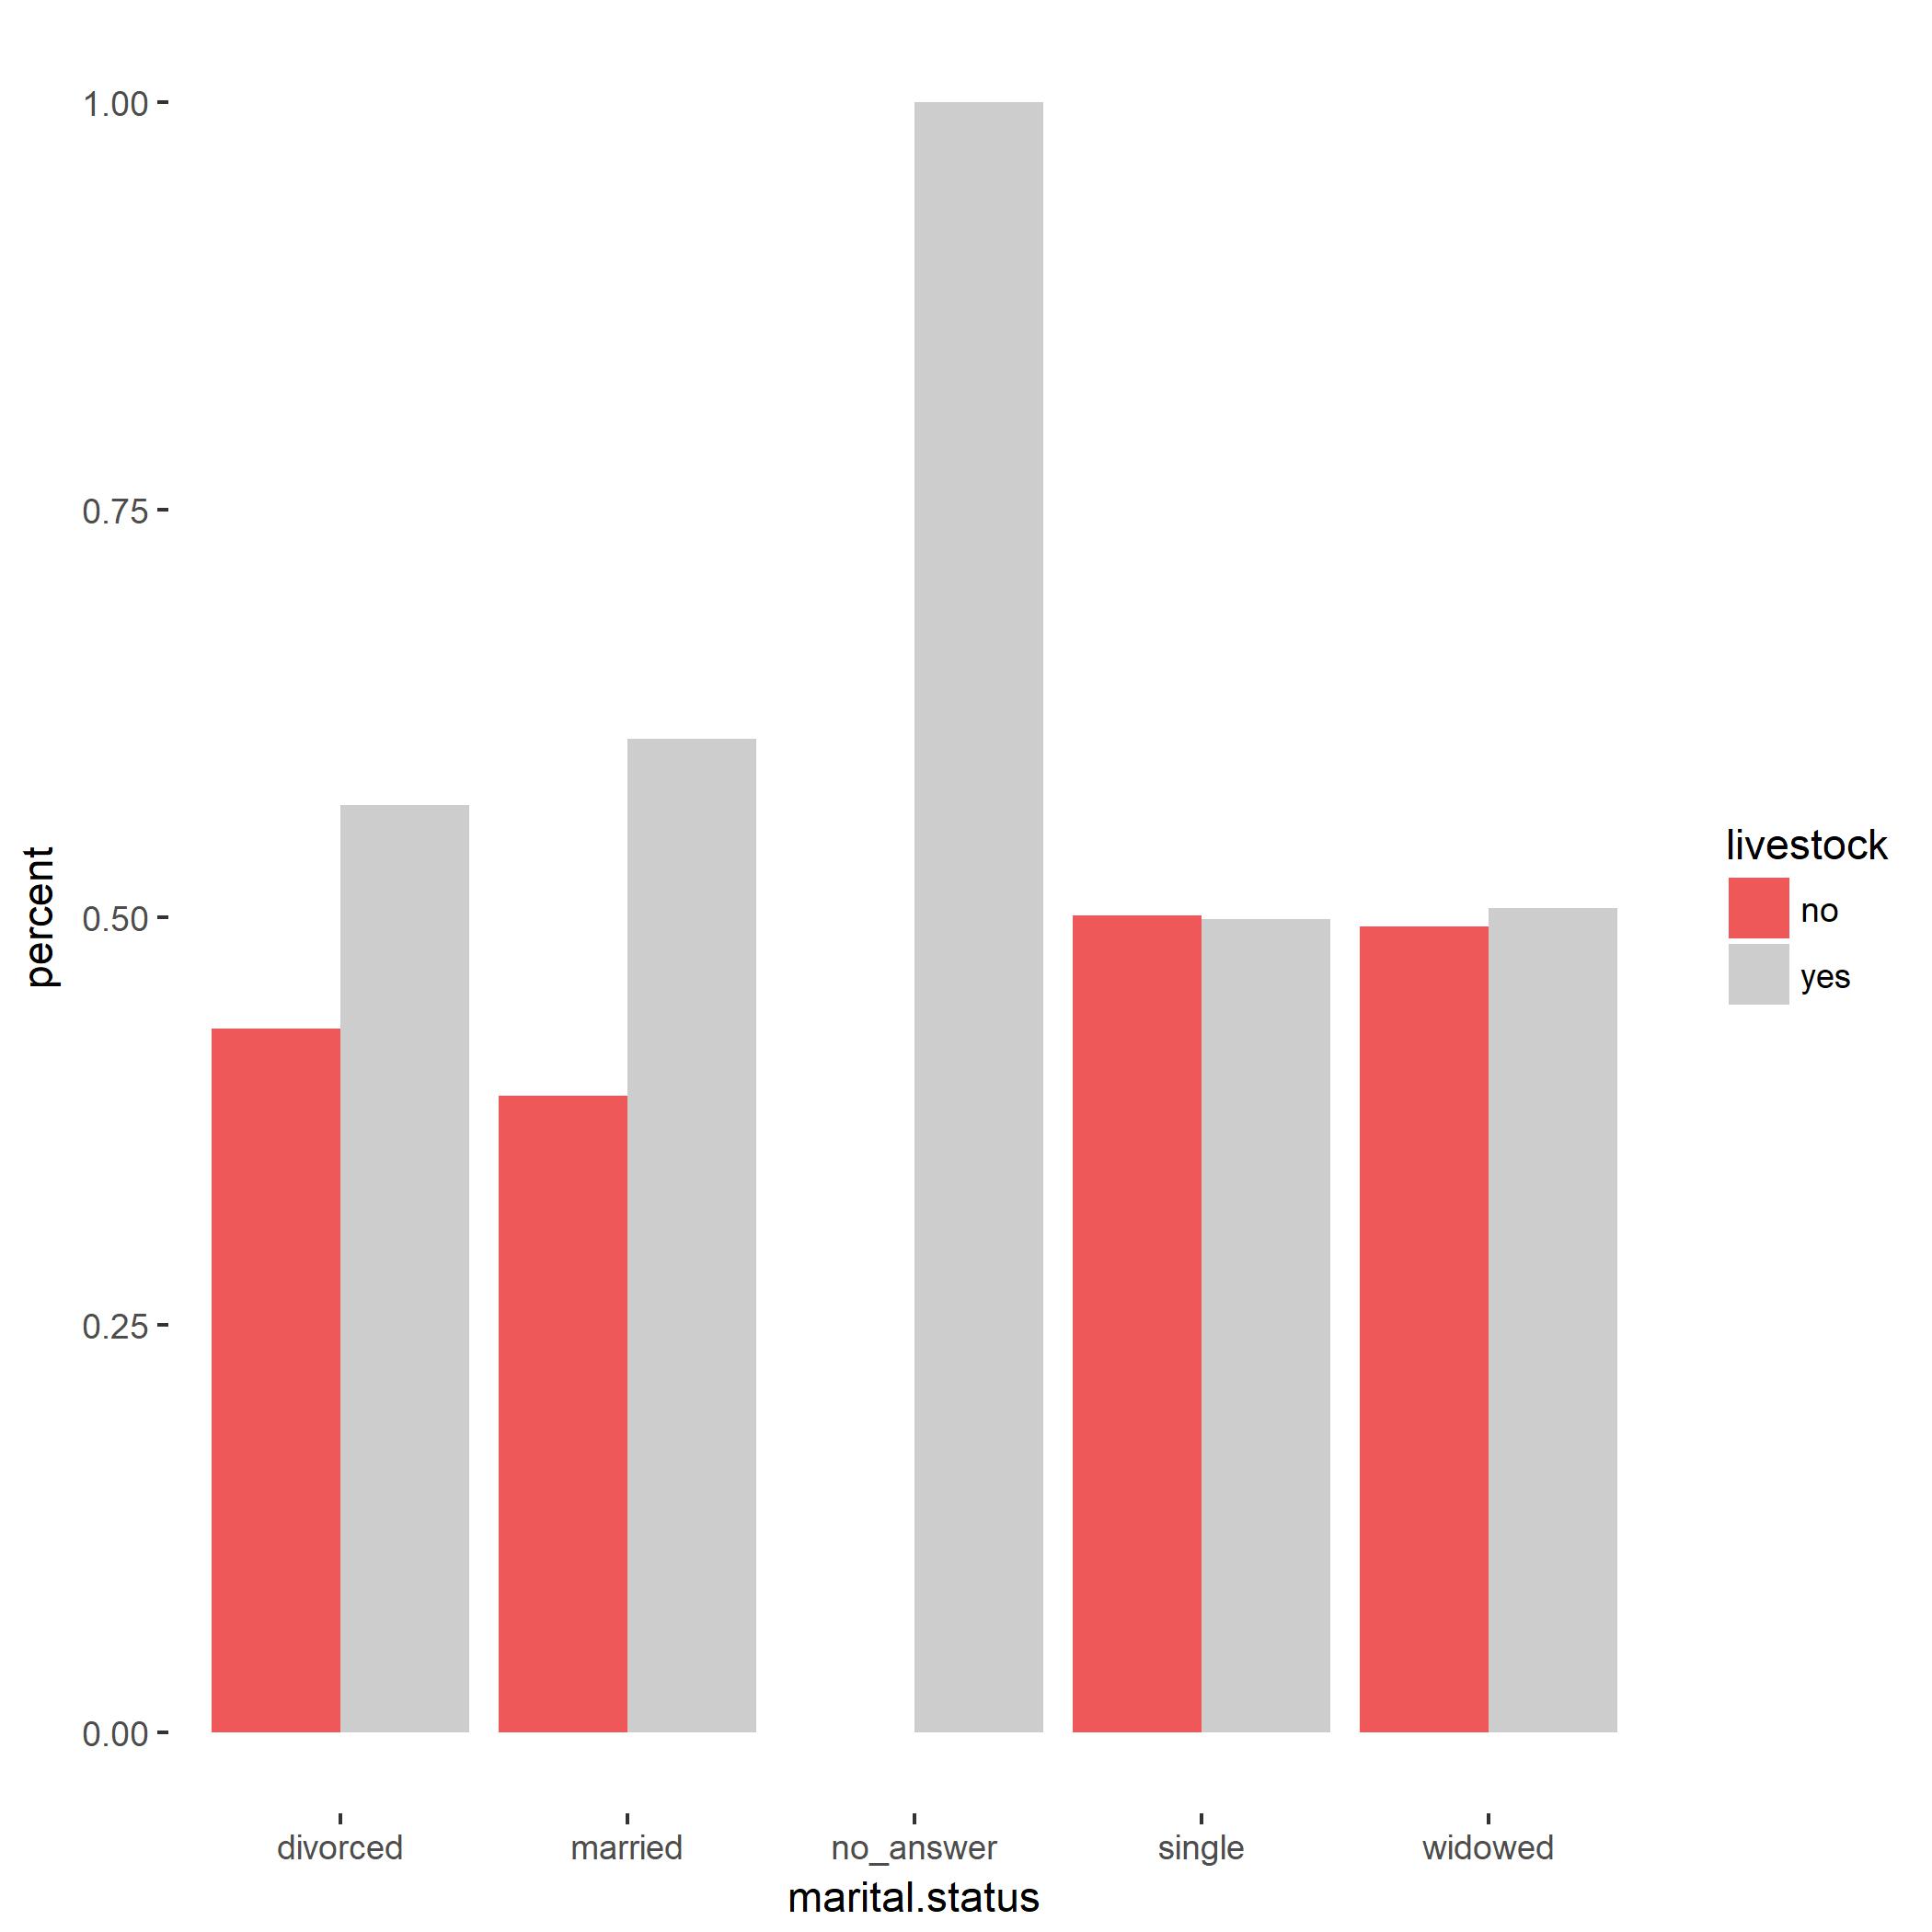 1.00
0.75
0.50
0.25
0.00
percent
divorced married no_answer single widowed
marital.status
livestock
no
yes